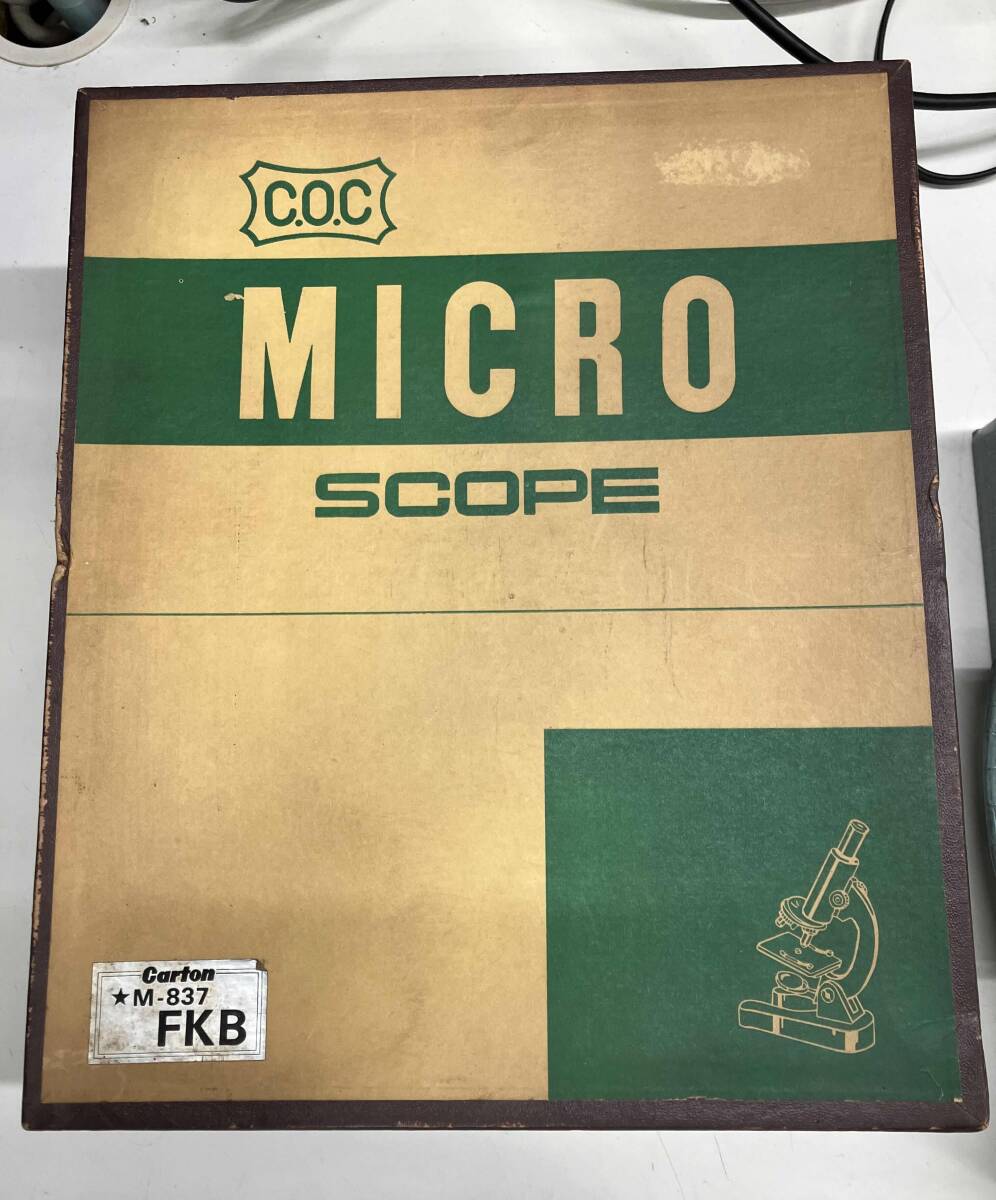 C.O.C
MICRO
SCOPE
Carton
★M-837
FKB